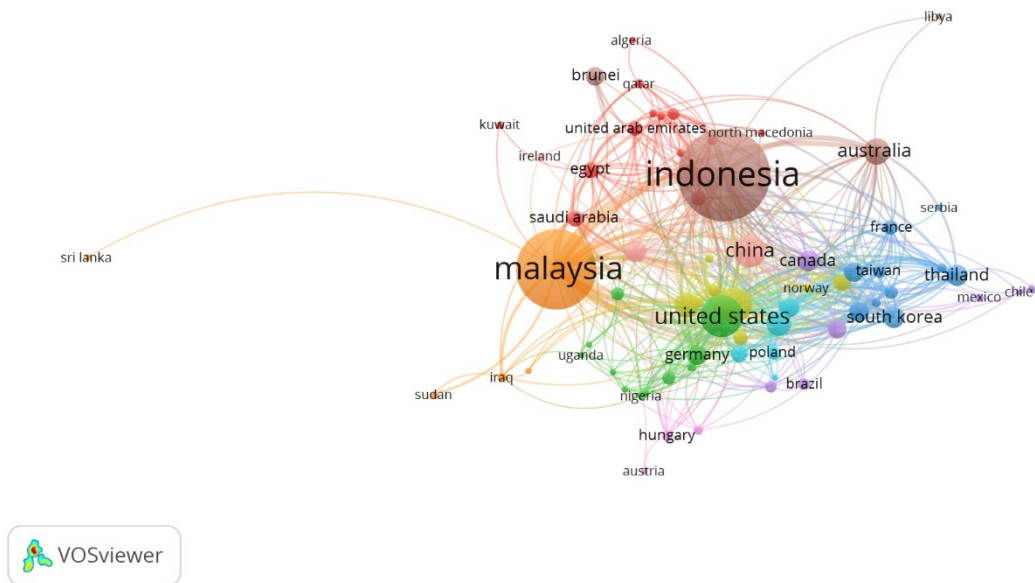 libya
algeria
brunei
qatar
kuwait
united arab emirates
north macedonia
ireland
egypt
indonesia
australia
saudi arabia
serbia
france
sri lanka
malaysia
china
canada
taiwan
thailand
norway
mexico
chile
united states
south korea
uganda
germany
poland
iraq
sudan
nigeria
brazil
hungary
austria
VOSviewer